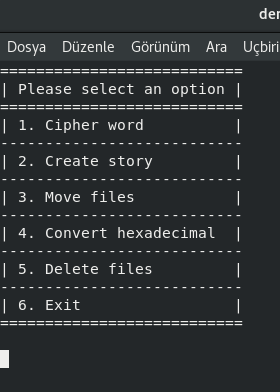 der
Dosya Düzenle Görünüm Ara Uçbiri
===========================
| Please select an option |
===========================
| 1. Cipher word          |
---------------------------
| 2. Create story         |
---------------------------
| 3. Move files           |
---------------------------
| 4. Convert hexadecimal  |
---------------------------
| 5. Delete files         |
---------------------------
| 6. Exit                 |
===========================